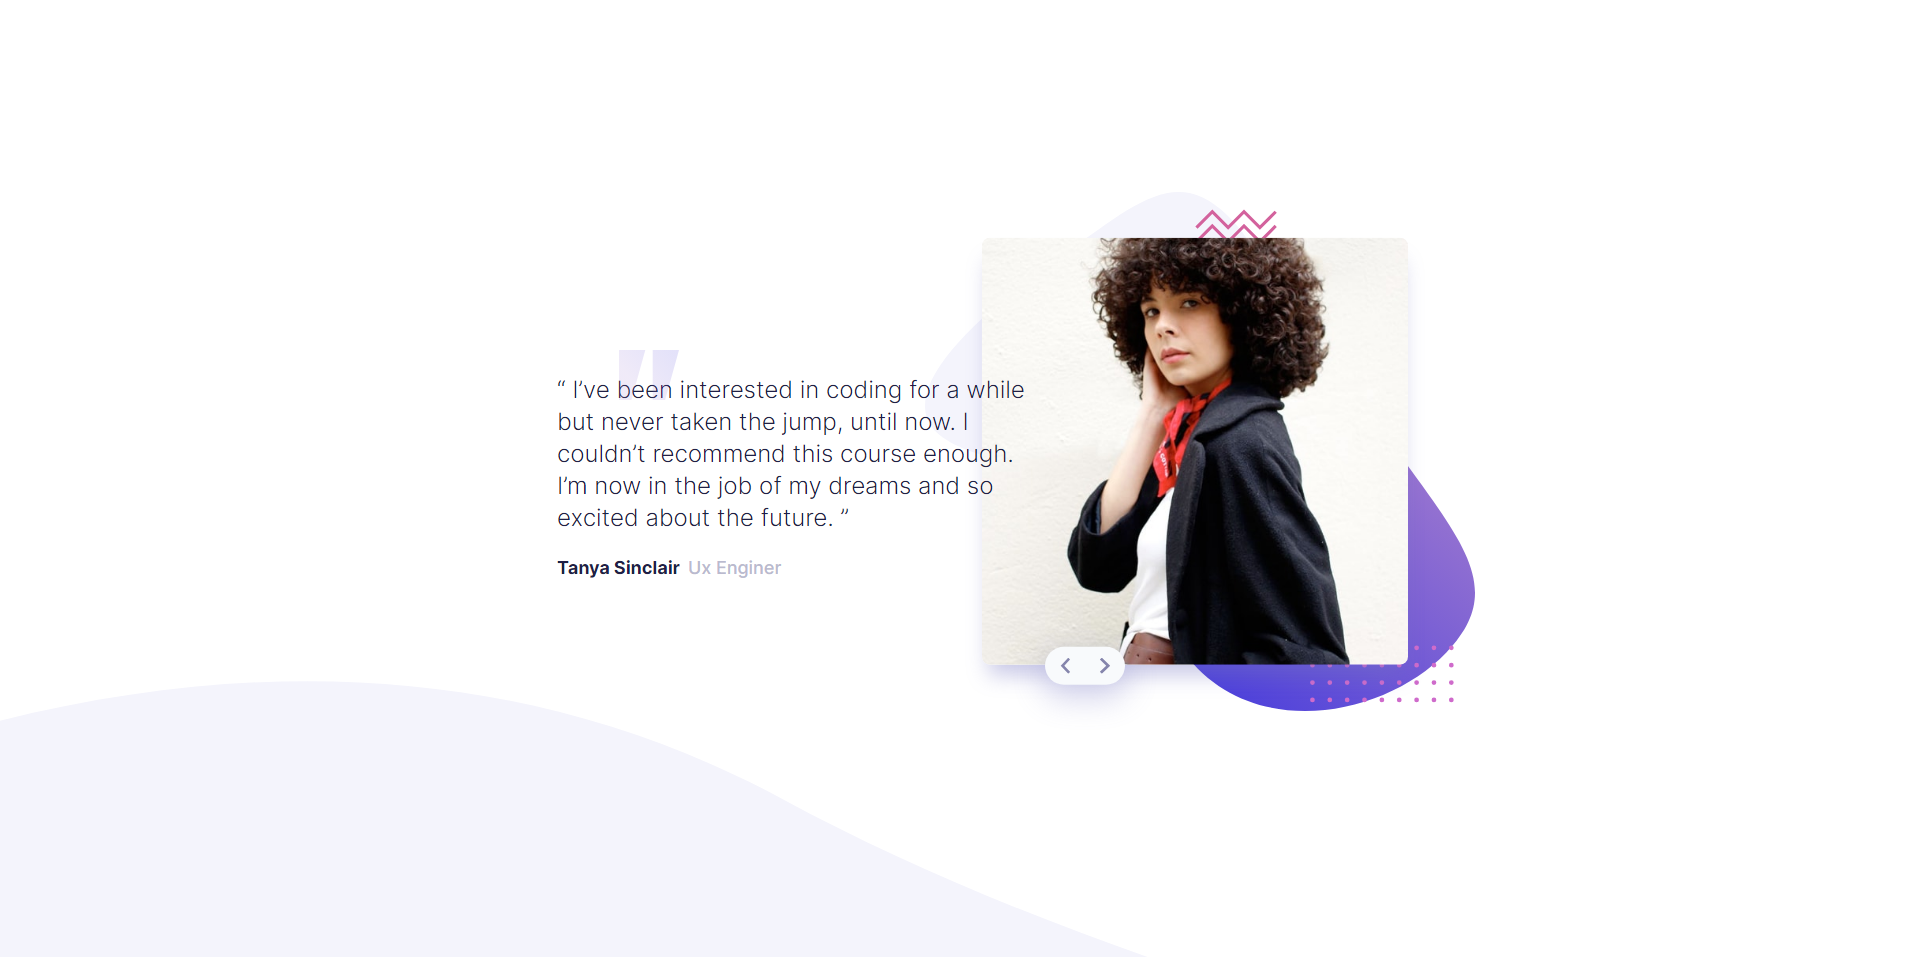 “ I’ve been interested in coding for a while
but never taken the jump, until now. I
couldn’t recommend this course enough.
I’m now in the job of my dreams and so
excited about the future. ”
Tanya Sinclair Ux Enginer